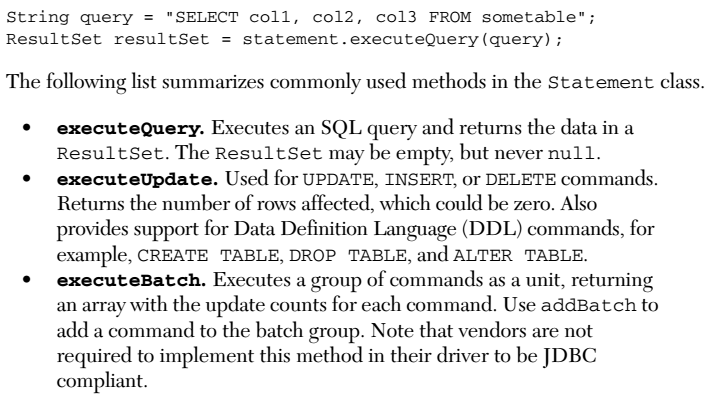 String query = "SELECT col1, col2, col3 FROM sometable";
ResultSet resultSet = statement.executeQuery(query);
The following list summarizes commonly used methods in the Statement class.
• executeQuery. Executes an SQL query and returns the data in a
ResultSet. The ResultSet may be empty, but never null.
• executeUpdate. Used for UPDATE, INSERT, or DELETE commands.
Returns the number of rows affected, which could be zero. Also
provides support for Data Definition Language (DDL) commands, for
example, CREATE TABLE, DROP TABLE, and ALTER TABLE.
• executeBatch. Executes a group of commands as a unit, returning
an array with the update counts for each command. Use addBatch to
add a command to the batch group. Note that vendors are not
required to implement this method in their driver to be JDBC
compliant.